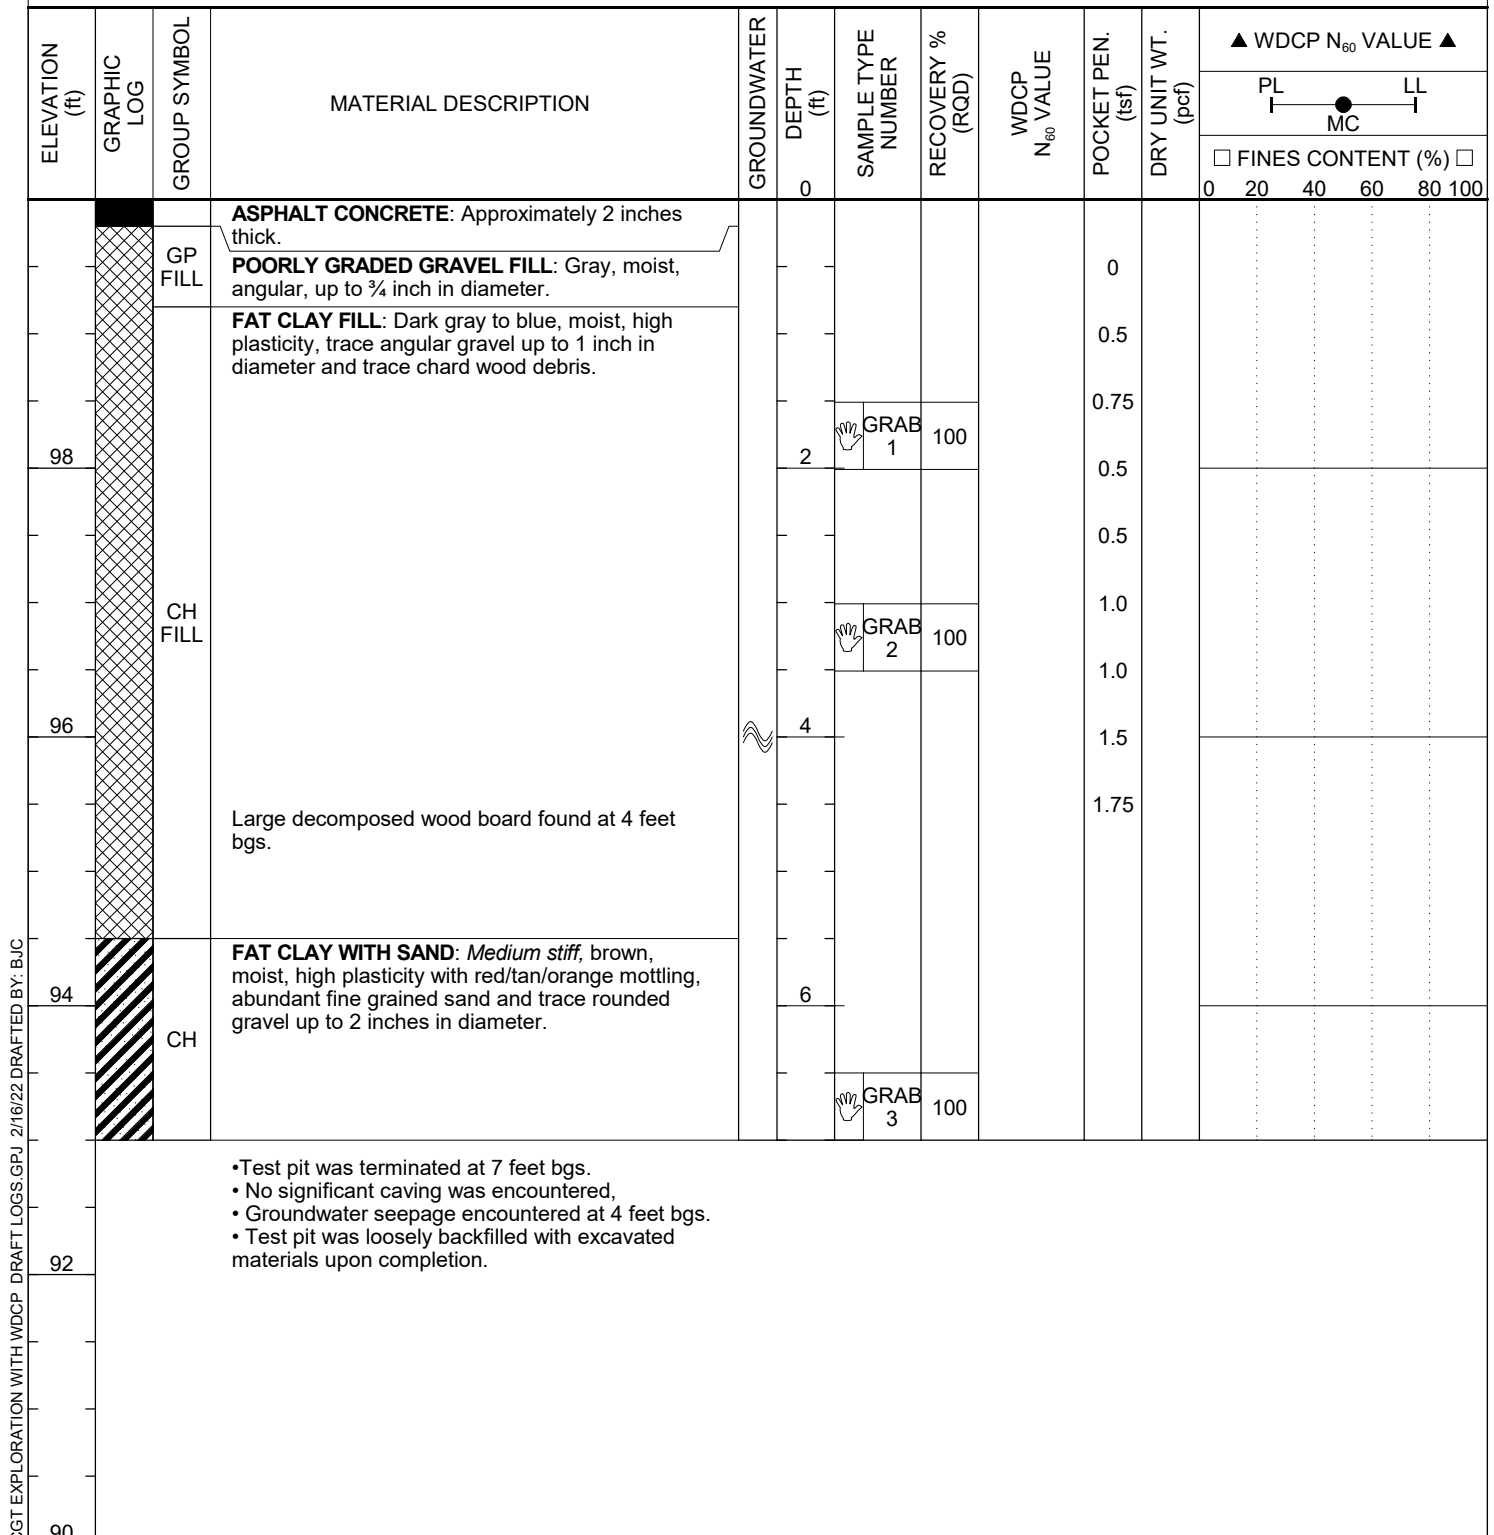 ELEVATION
(ft)
GRAPHIC
LOG
GROUP SYMBOL
MATERIAL DESCRIPTION
GROUNDWATER
DEPTH
(ft)
SAMPLE TYPE
NUMBER
RECOVERY %
(RQD)
WDCP
N60 VALUE
POCKET PEN.
(tsf)
DRY UNIT WT.
(pcf)
▲ WDCP N60 VALUE ▲
PL LL
MC
□ FINES CONTENT (%) □
0
0 20 40 60 80 100
ASPHALT CONCRETE: Approximately 2 inches
thick.
GP
FILL
POORLY GRADED GRAVEL FILL: Gray, moist,
angular, up to ¾ inch in diameter.
0
FAT CLAY FILL: Dark gray to blue, moist, high
plasticity, trace angular gravel up to 1 inch in
diameter and trace chard wood debris.
0.5
0.75
GRAB
1
100
98
2
0.5
0.5
CH
FILL
1.0
GRAB
2
100
1.0
96
4
1.5
1.75
Large decomposed wood board found at 4 feet
bgs.
FAT CLAY WITH SAND: Medium stiff, brown,
moist, high plasticity with red/tan/orange mottling,
abundant fine grained sand and trace rounded
gravel up to 2 inches in diameter.
94
6
CH
GRAB
3
100
•Test pit was terminated at 7 feet bgs.
• No significant caving was encountered,
• Groundwater seepage encountered at 4 feet bgs.
• Test pit was loosely backfilled with excavated
materials upon completion.
92
90
CGT EXPLORATION WITH WDCP DRAFT LOGS.GPJ 2/16/22 DRAFTED BY: BJC